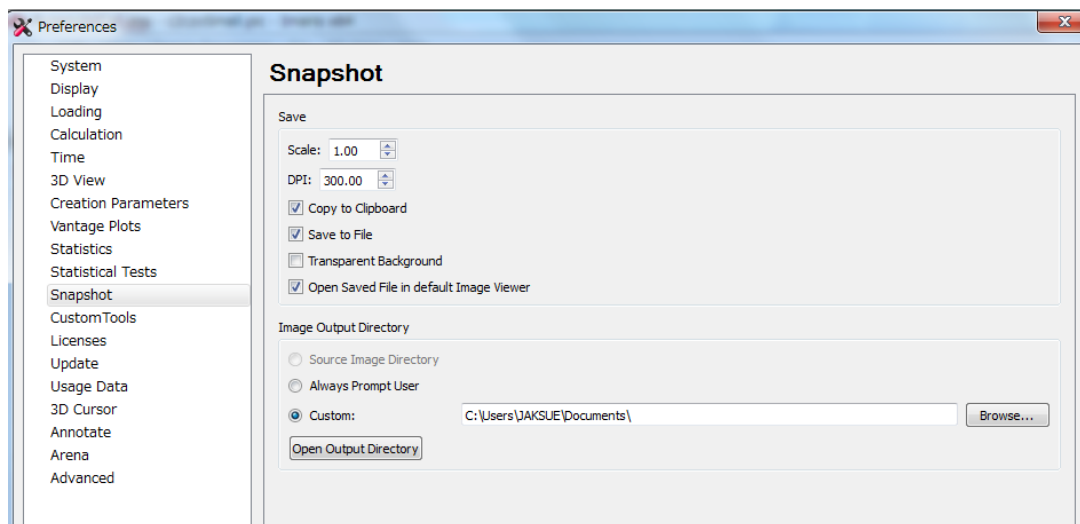 Preferences
System
Display
Loading
Calculation
Time
3D View
Creation Parameters
Vantage Plots
Statistics
Statistical Tests
Snapshot
CustomTools
Licenses
Update
Usage Data
3D Cursor
Annotate
Arena
Advanced
Snapshot
Save
Scale: 1.00
DPI: 300.00
Copy to Clipboard
Save to File
Transparent Background
Open Saved File in default Image Viewer
Image Output Directory
Source Image Directory
Always Prompt User
Custom: C:\Users\JAKSUE\Documents\ Browse...
Open Output Directory